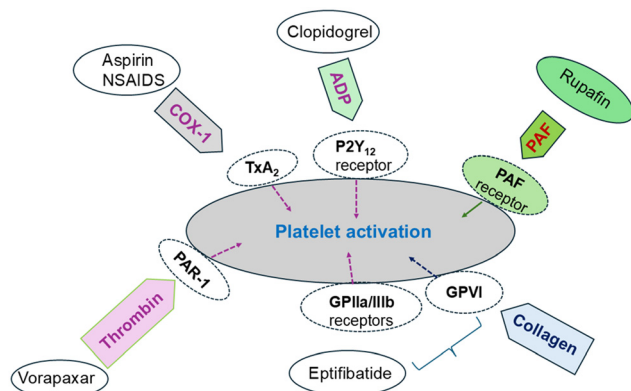 Clopidogrel
Aspirin
NSAIDS
ADP
Rupafin
COX-1
PAF
P2Y₁₂
receptor
TxA₂
PAF
receptor
Platelet activation
PAR-1
GPIIa/IIIb
receptors
GPVI
Thrombin
Collagen
Vorapaxar
Eptifibatide